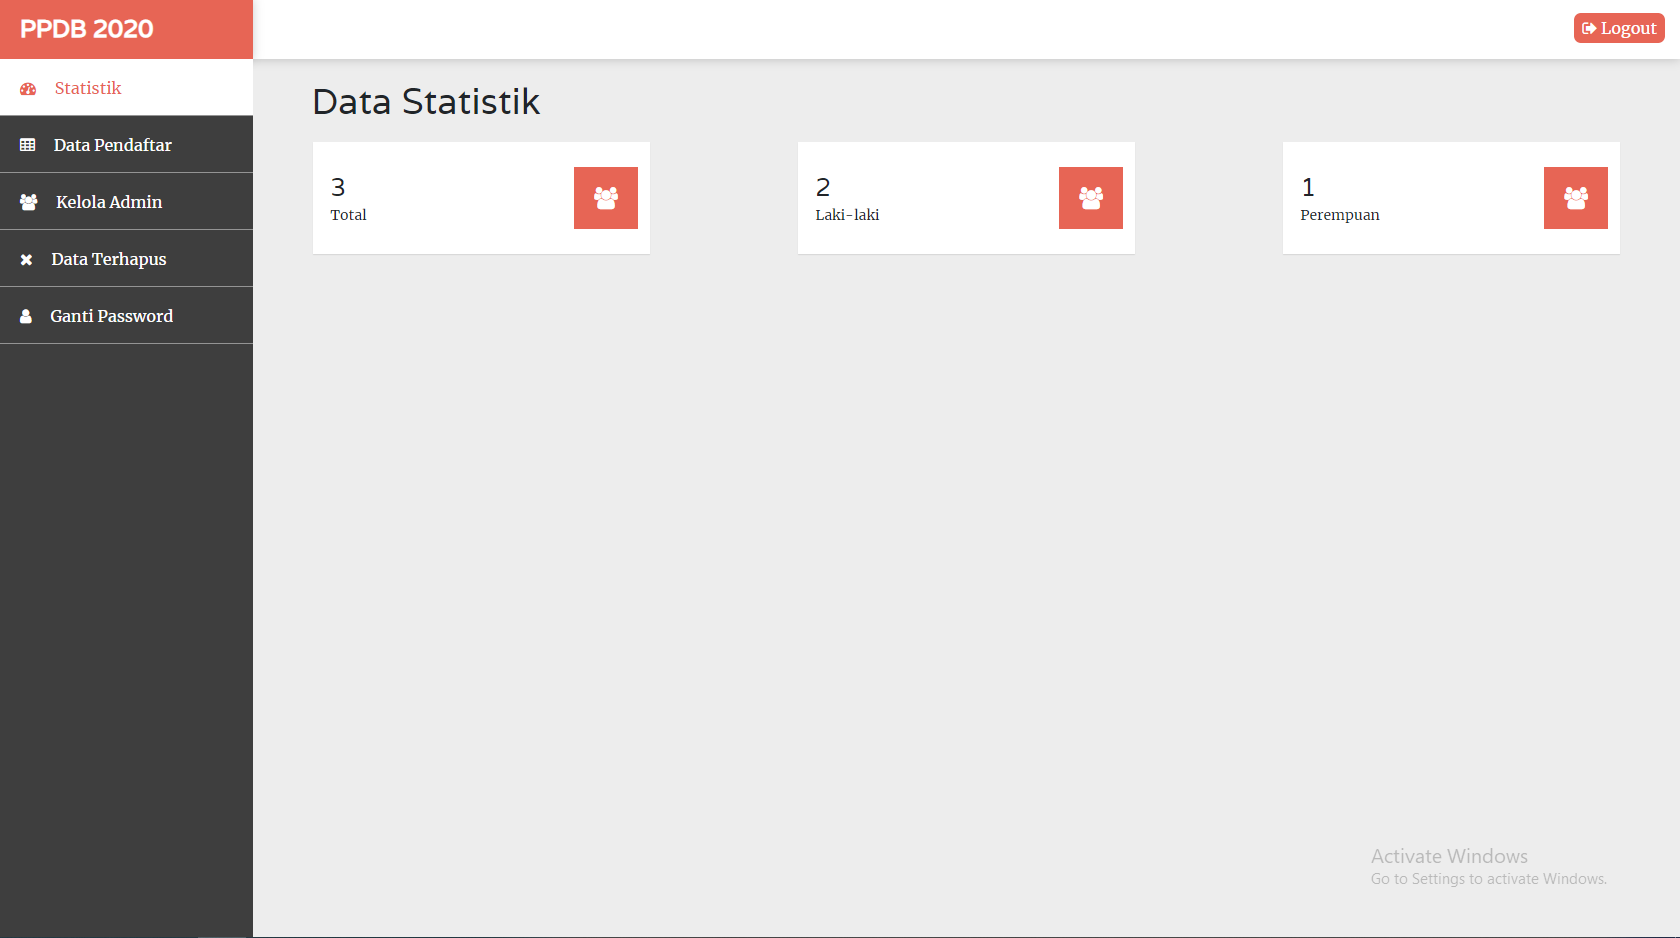 PPDB 2020
Logout
Statistik
Data Pendaftar
Kelola Admin
Data Terhapus
Ganti Password
Data Statistik
3
Total
2
Laki-laki
1
Perempuan
Activate Windows
Go to Settings to activate Windows.